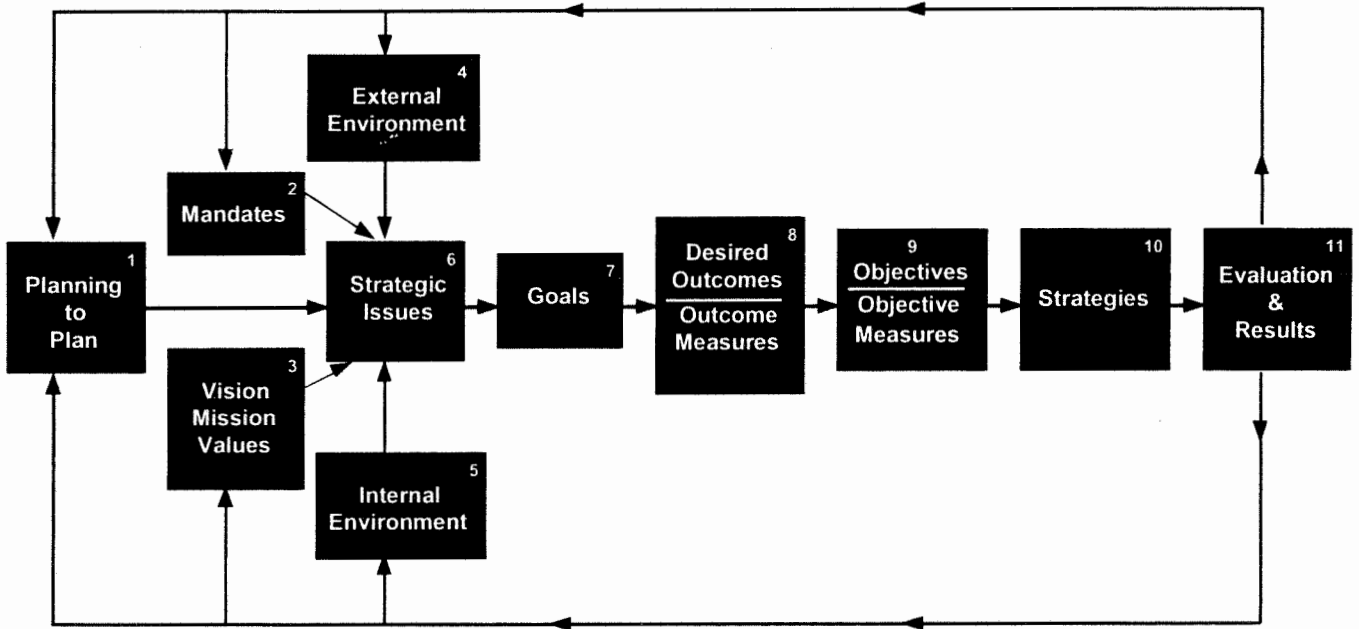 1
Planning
to
Plan
2
Mandates
3
Vision
Mission
Values
4
External
Environment
5
Internal
Environment
6
Strategic
Issues
7
Goals
8
Desired
Outcomes
Outcome
Measures
9
Objectives
Objective
Measures
10
Strategies
11
Evaluation
&
Results